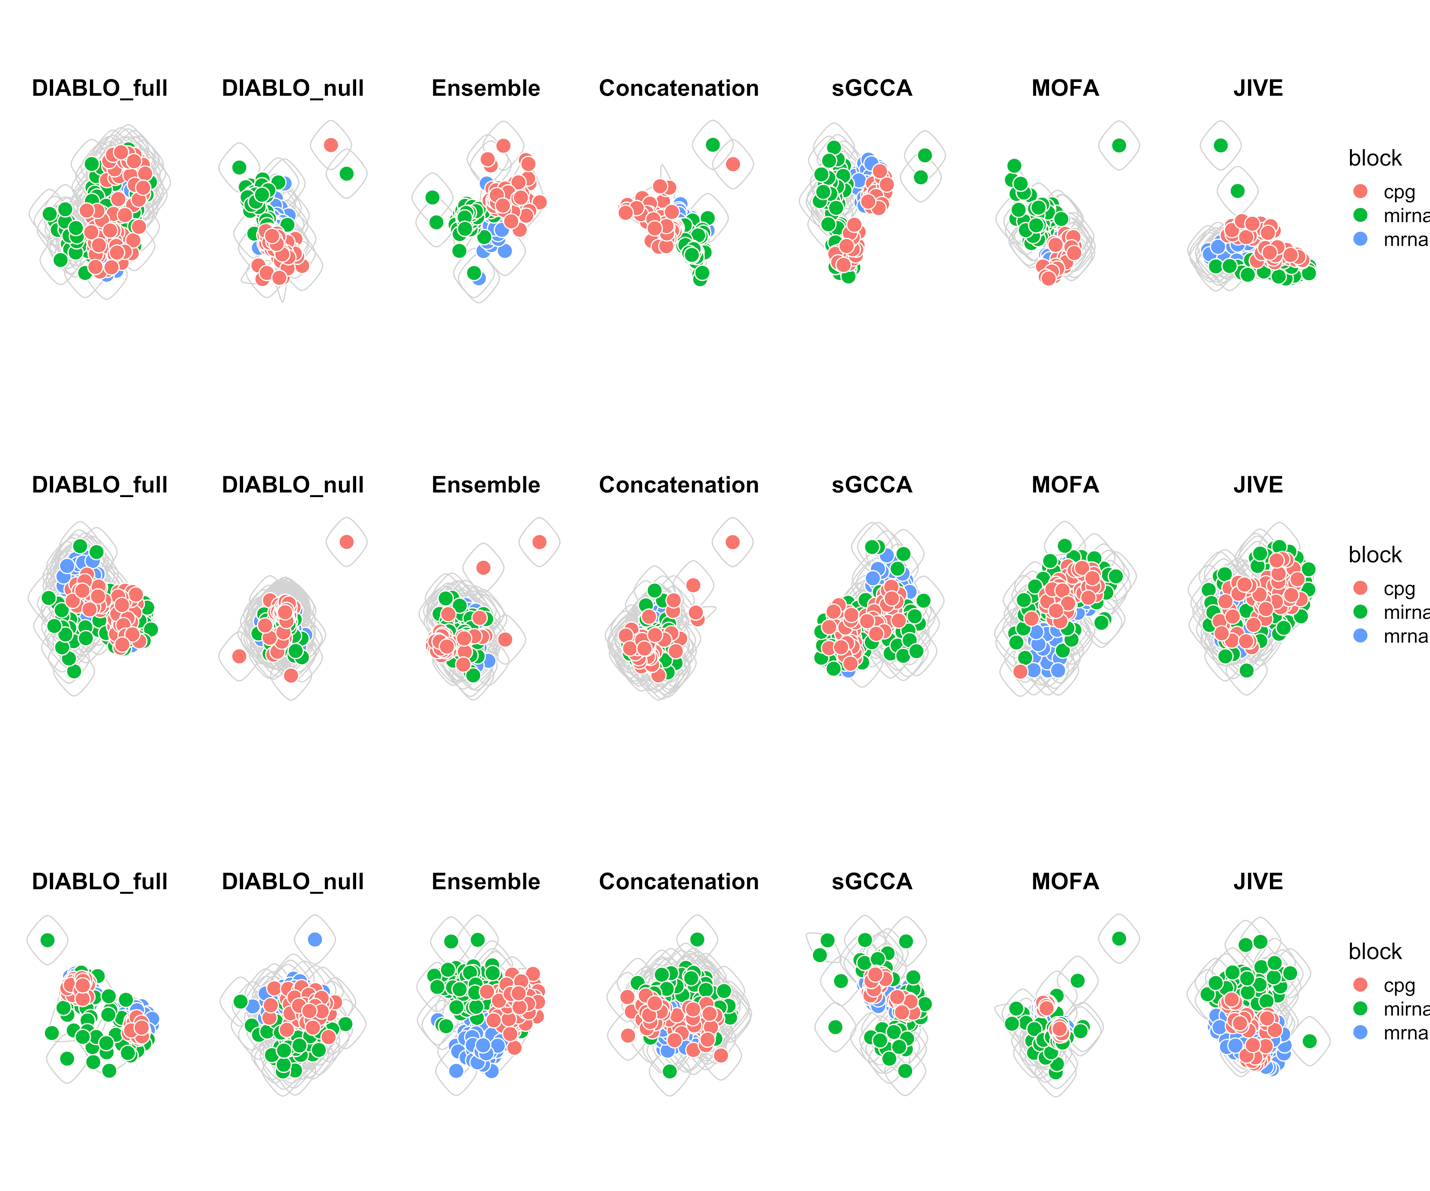 DIABLO_full DIABLO_null Ensemble Concatenation sGCCA MOFA JIVE
block
cpg
mirna
mrna
DIABLO_full DIABLO_null Ensemble Concatenation sGCCA MOFA JIVE
block
cpg
mirna
mrna
DIABLO_full DIABLO_null Ensemble Concatenation sGCCA MOFA JIVE
block
cpg
mirna
mrna